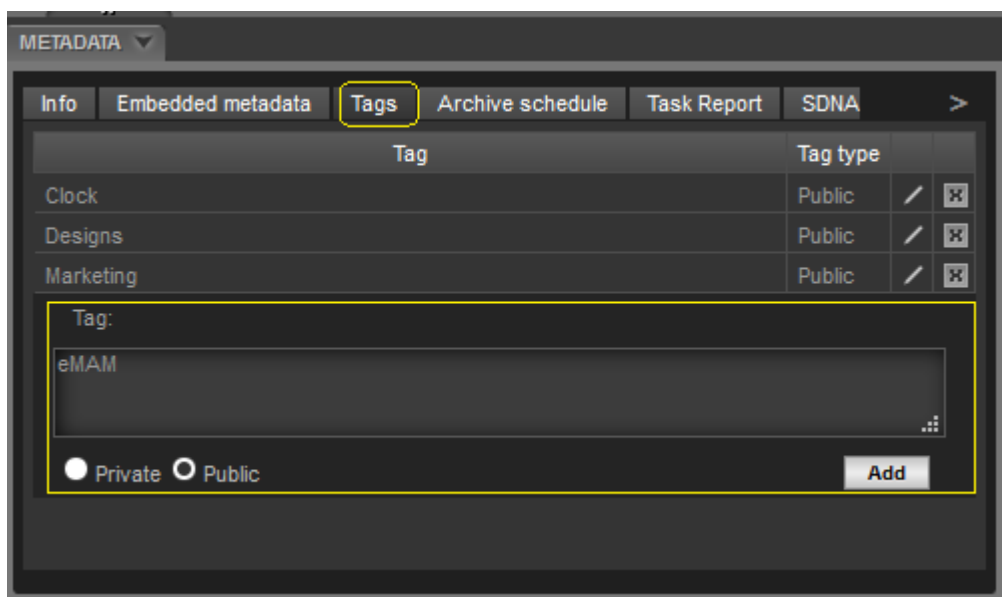 METADATA
Info Embedded metadata Tags Archive schedule Task Report SDNA >
Tag Tag type
Clock Public
Designs Public
Marketing Public
Tag:
eMAM
Private Public Add